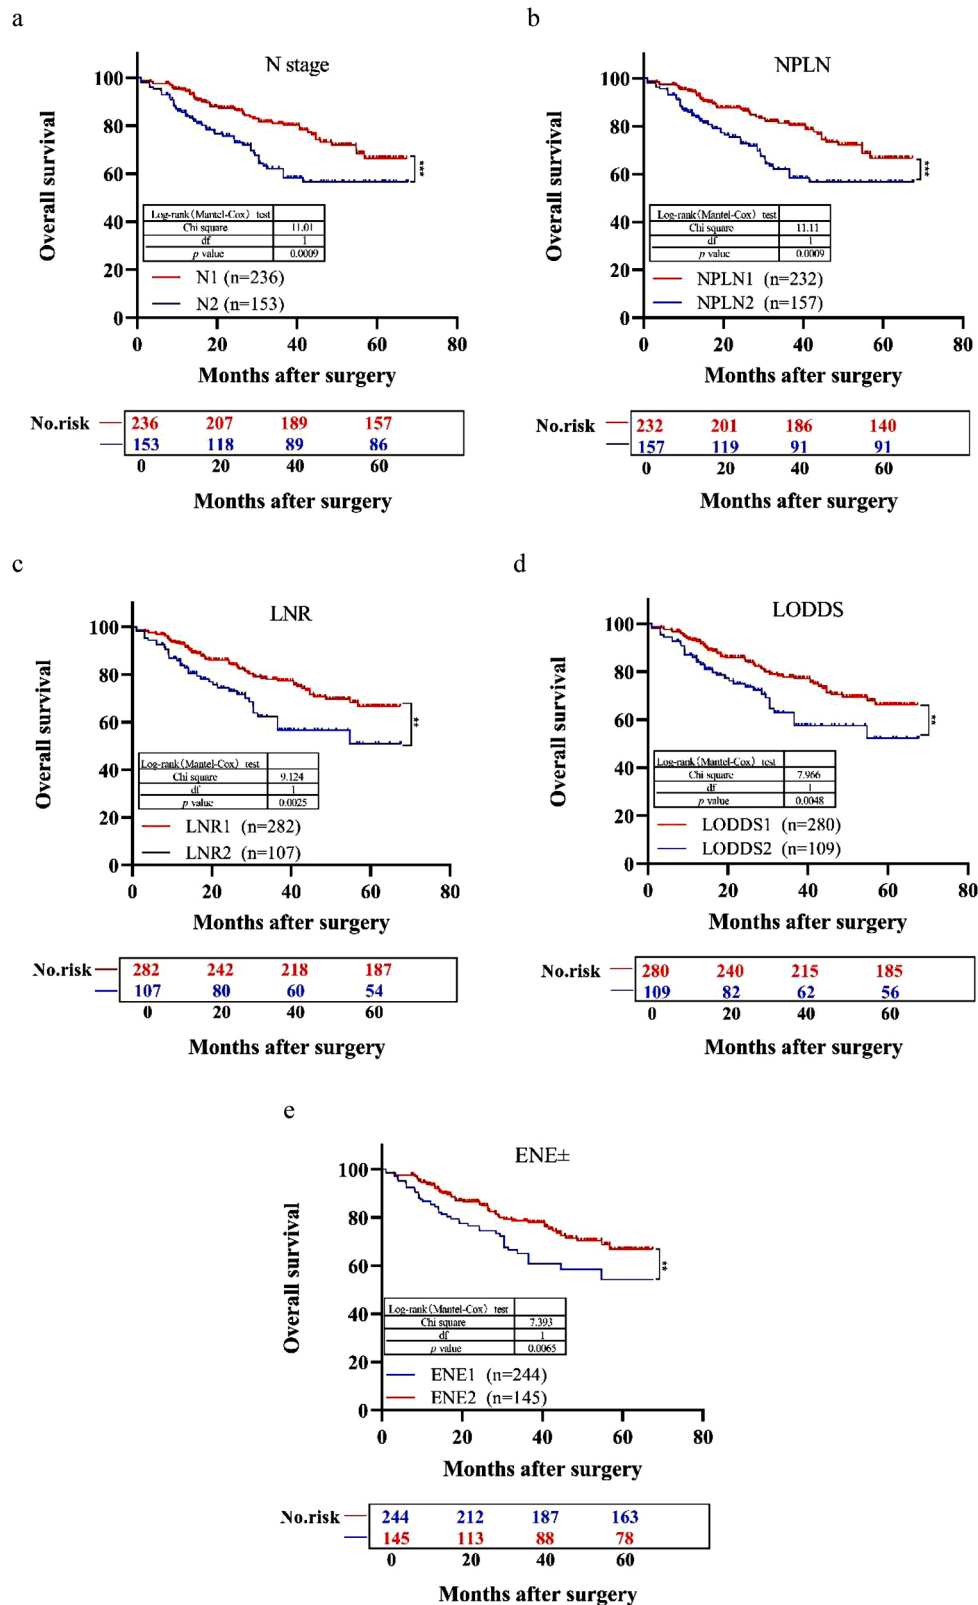 a
N stage
Overall survival
100
80
60
40
20
0
Log-rank(Mantel-Cox) test
Chi square 11.01
df 1
p value 0.0009
N1 (n=236)
N2 (n=153)
***
0 20 40 60 80
Months after surgery
No.risk 236 207 189 157
153 118 89 86
0 20 40 60
Months after surgery
b
NPLN
Overall survival
100
80
60
40
20
0
Log-rank(Mantel-Cox) test
Chi square 11.11
df 1
p value 0.0009
NPLN1 (n=232)
NPLN2 (n=157)
***
0 20 40 60 80
Months after surgery
No.risk 232 201 186 140
157 119 91 91
0 20 40 60
Months after surgery
c
LNR
Overall survival
100
80
60
40
20
0
Log-rank(Mantel-Cox) test
Chi square 9.124
df 1
p value 0.0025
LNR1 (n=282)
LNR2 (n=107)
**
0 20 40 60 80
Months after surgery
No.risk 282 242 218 187
107 80 60 54
0 20 40 60
Months after surgery
d
LODDS
Overall survival
100
80
60
40
20
0
Log-rank(Mantel-Cox) test
Chi square 7.966
df 1
p value 0.0048
LODDS1 (n=280)
LODDS2 (n=109)
**
0 20 40 60 80
Months after surgery
No.risk 280 240 215 185
109 82 62 56
0 20 40 60
Months after surgery
e
ENE±
Overall survival
100
80
60
40
20
0
Log-rank(Mantel-Cox) test
Chi square 7.393
df 1
p value 0.0065
ENE1 (n=244)
ENE2 (n=145)
**
0 20 40 60 80
Months after surgery
No.risk 244 212 187 163
145 113 88 78
0 20 40 60
Months after surgery